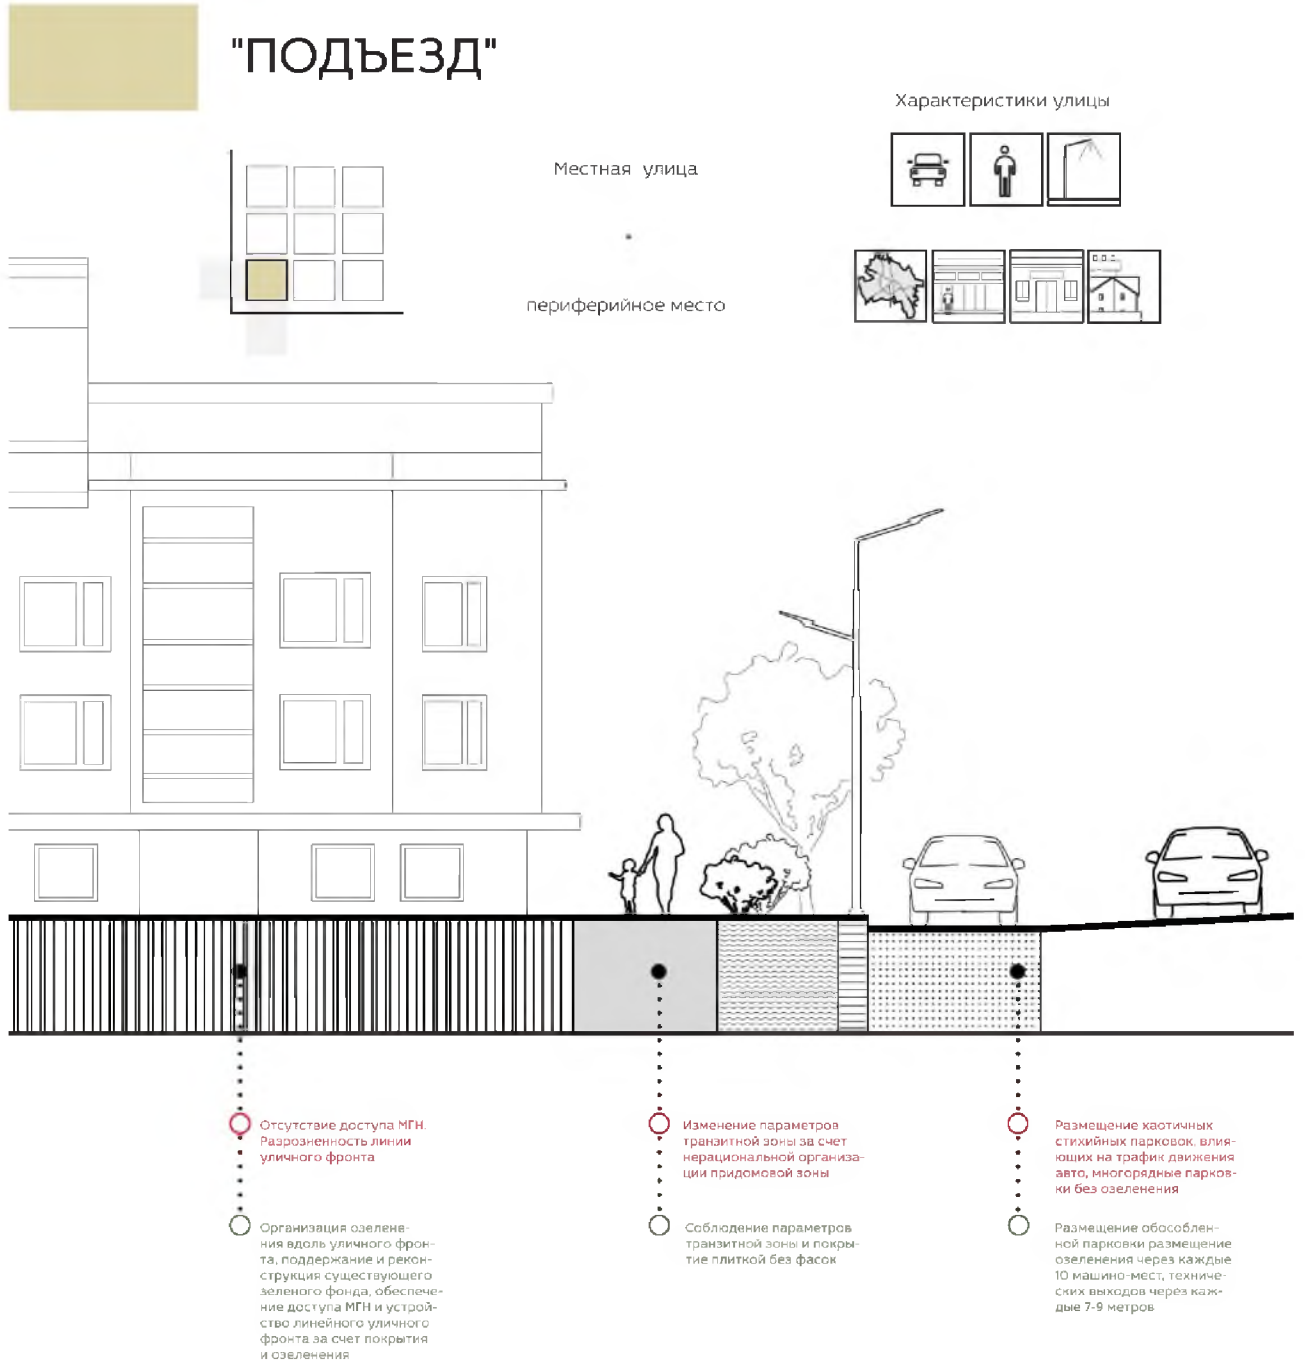 "ПОДЪЕЗД"
Характеристики улицы
Местная улица
периферийное место
Отсутствие доступа МГН.
Разрозненность линии
уличного фронта
Изменение параметров
транзитной зоны за счет
нерациональной организа-
ции придомовой зоны
Размещение хаотичных
стихийных парковок, влия-
ющих на трафик движения
авто, многорядные парков-
ки без озеленения
Организация озелене-
ния вдоль уличного фрон-
та, поддержание и рекон-
струкция существующего
зеленого фонда, обеспече-
ние доступа МГН и устрой-
ство линейного уличного
фронта за счет покрытия
и озеленения
Соблюдение параметров
транзитной зоны и покры-
тие плиткой без фасок
Размещение обособлен-
ной парковки размещение
озеленения через каждые
10 машино-мест, техниче-
ских выходов через каж-
дые 7-9 метров